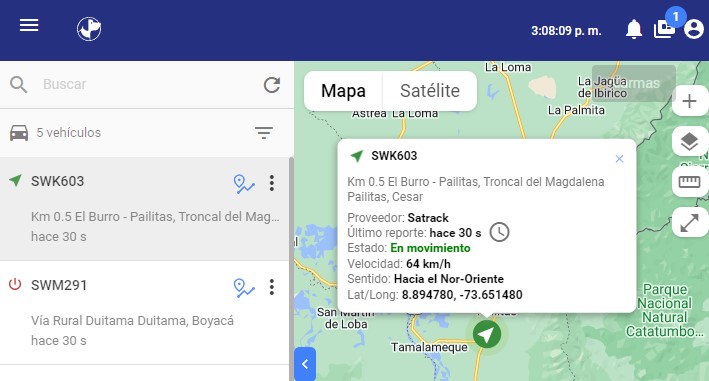 3:08:09 p. m.
1
Buscar
5 vehículos
SWK603
Km 0.5 El Burro - Pailitas, Troncal del Mag...
hace 30 s
SWM291
Vía Rural Duitama Duitama, Boyacá
hace 30 s
Mapa
Satélite
La Loma
Astrea
La Loma
La Jagua
de Ibirico
La Palmita
SWK603
Km 0.5 El Burro - Pailitas, Troncal del Magdalena
Pailitas, Cesar
Proveedor: Satrack
Último reporte: hace 30 s
Estado: En movimiento
Velocidad: 64 km/h
Sentido: Hacia el Nor-Oriente
Lat/Long: 8.894780, -73.651480
San Martín
de Loba
Tamalameque
Parque
Nacional
Natural
Catatumbo...